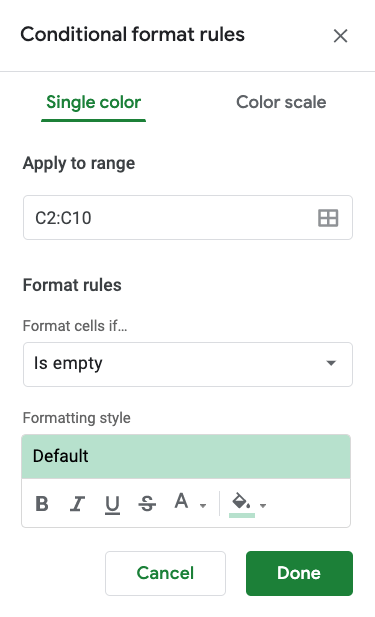 Conditional format rules
Single color
Color scale
Apply to range
C2:C10
Format rules
Format cells if…
Is empty
Formatting style
Default
B I U S A
Cancel
Done